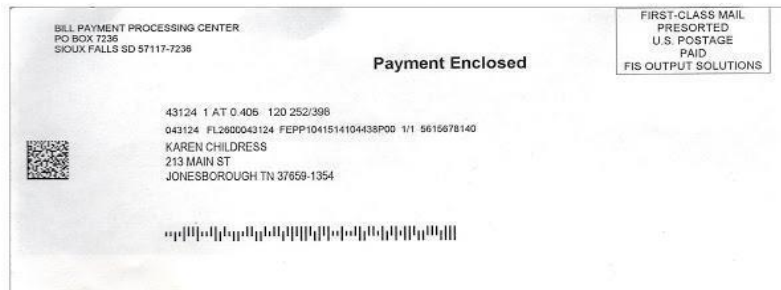 BILL PAYMENT PROCESSING CENTER
PO BOX 7236
SIOUX FALLS SD 57117-7236
FIRST-CLASS MAIL
PRESORTED
U.S. POSTAGE
PAID
FIS OUTPUT SOLUTIONS
Payment Enclosed
43124 1 AT 0.406 120 252/398
043124 FL2600043124 FEPP1041514104438P00 1/1 5615678140
KAREN CHILDRESS
213 MAIN ST
JONESBOROUGH TN 37659-1354